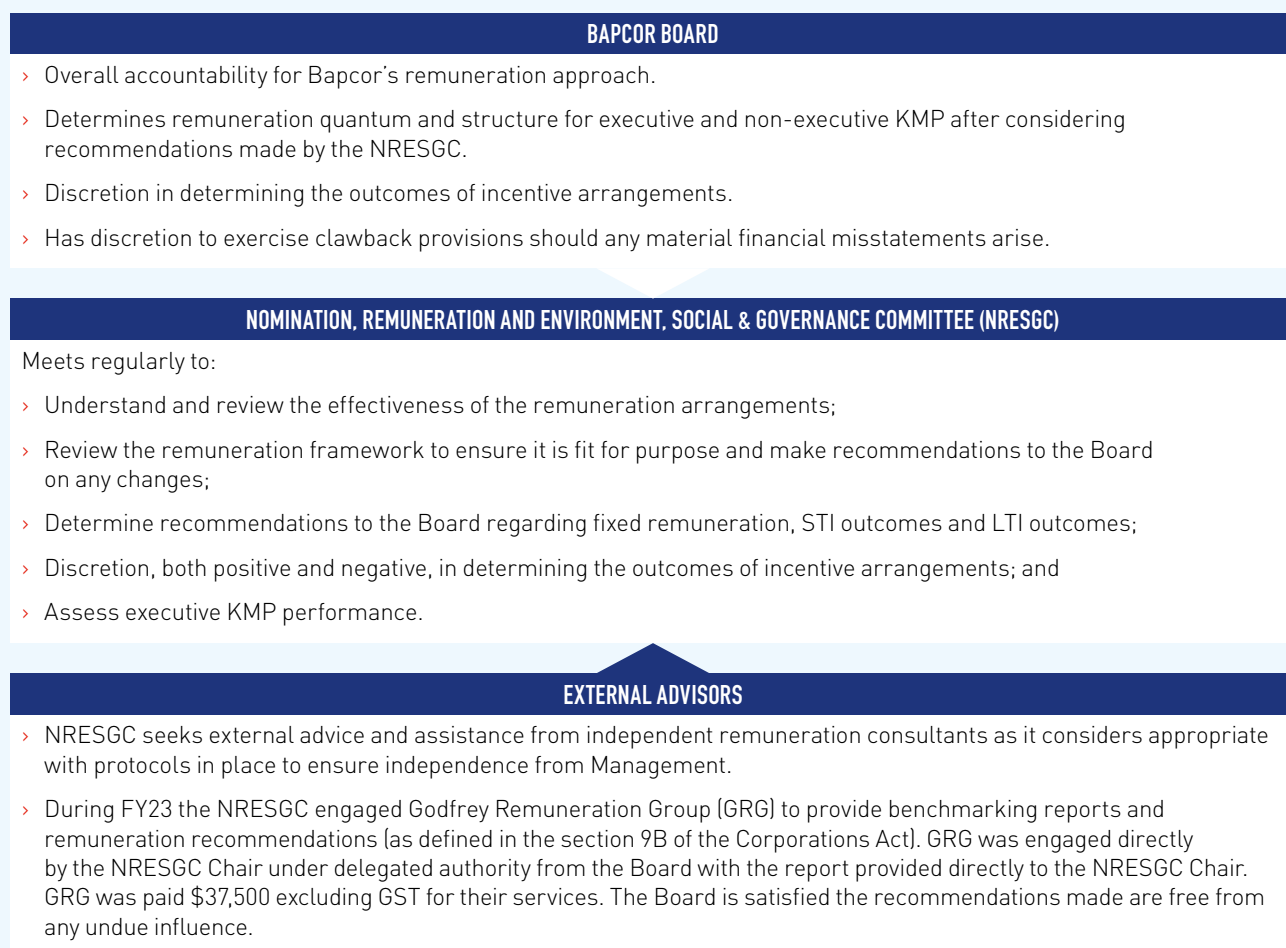 BAPCOR BOARD
› Overall accountability for Bapcor’s remuneration approach.
› Determines remuneration quantum and structure for executive and non-executive KMP after considering
recommendations made by the NRESGC.
› Discretion in determining the outcomes of incentive arrangements.
› Has discretion to exercise clawback provisions should any material financial misstatements arise.
NOMINATION, REMUNERATION AND ENVIRONMENT, SOCIAL & GOVERNANCE COMMITTEE (NRESGC)
Meets regularly to:
› Understand and review the effectiveness of the remuneration arrangements;
› Review the remuneration framework to ensure it is fit for purpose and make recommendations to the Board
on any changes;
› Determine recommendations to the Board regarding fixed remuneration, STI outcomes and LTI outcomes;
› Discretion, both positive and negative, in determining the outcomes of incentive arrangements; and
› Assess executive KMP performance.
EXTERNAL ADVISORS
› NRESGC seeks external advice and assistance from independent remuneration consultants as it considers appropriate
with protocols in place to ensure independence from Management.
› During FY23 the NRESGC engaged Godfrey Remuneration Group (GRG) to provide benchmarking reports and
remuneration recommendations (as defined in the section 9B of the Corporations Act). GRG was engaged directly
by the NRESGC Chair under delegated authority from the Board with the report provided directly to the NRESGC Chair.
GRG was paid $37,500 excluding GST for their services. The Board is satisfied the recommendations made are free from
any undue influence.